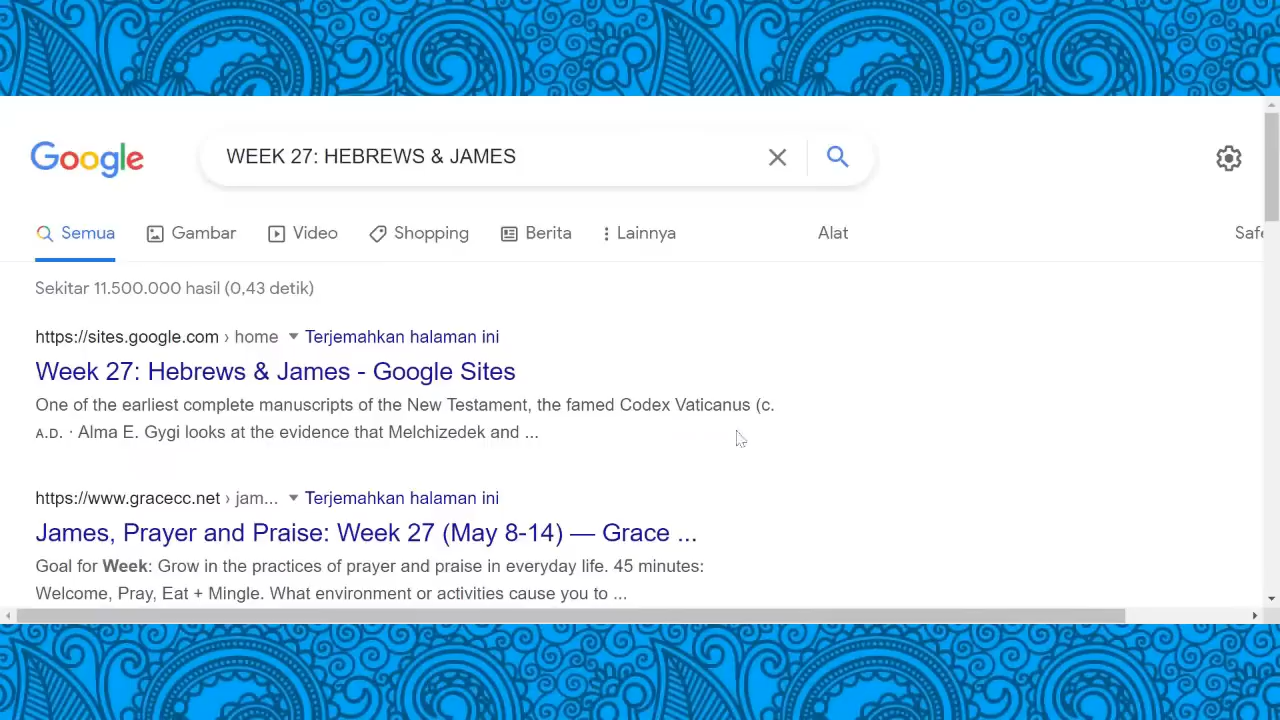 Google
WEEK 27: HEBREWS & JAMES
Semua Gambar Video Shopping Berita Lainnya Alat Safe
Sekitar 11.500.000 hasil (0,43 detik)
https://sites.google.com › home Terjemahkan halaman ini
Week 27: Hebrews & James - Google Sites
One of the earliest complete manuscripts of the New Testament, the famed Codex Vaticanus (c.
A.D. · Alma E. Gygi looks at the evidence that Melchizedek and ...
https://www.gracecc.net › jam... Terjemahkan halaman ini
James, Prayer and Praise: Week 27 (May 8-14) — Grace ...
Goal for Week: Grow in the practices of prayer and praise in everyday life. 45 minutes:
Welcome, Pray, Eat + Mingle. What environment or activities cause you to ...